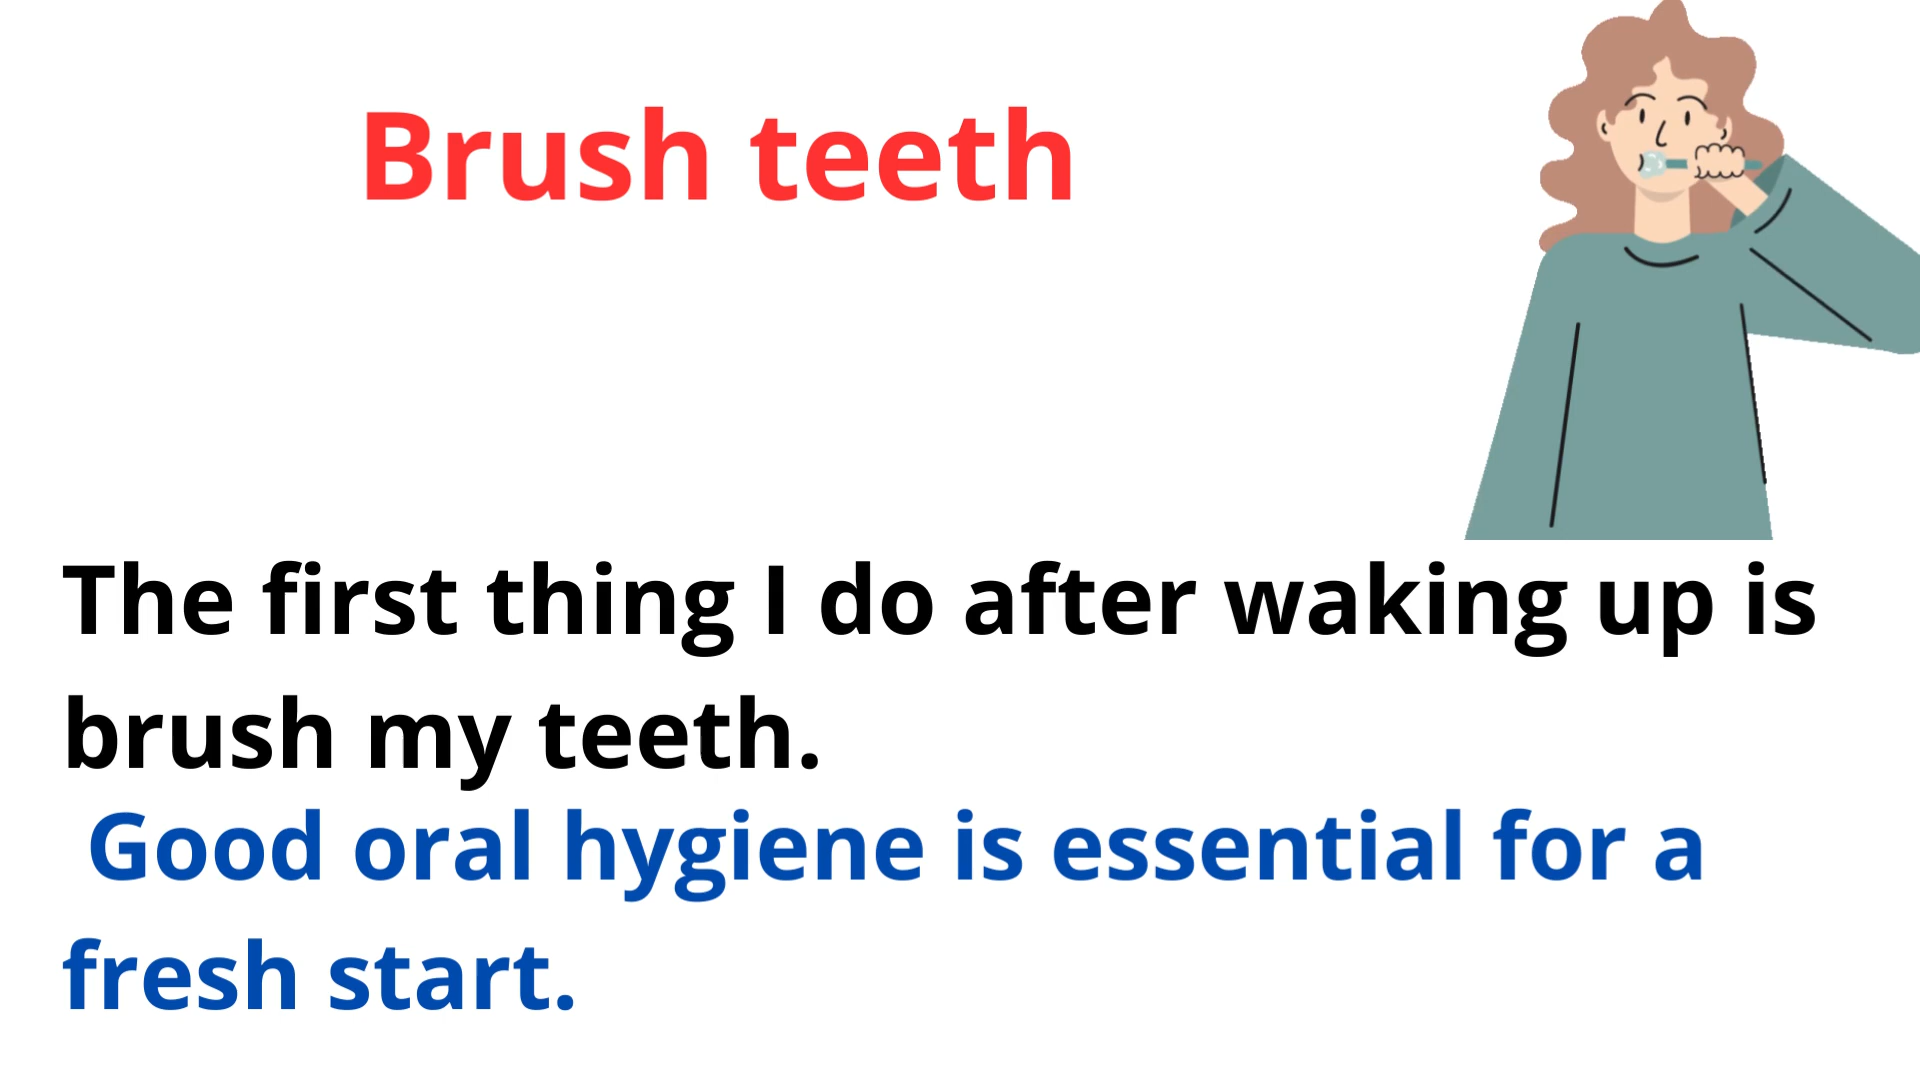 Brush teeth
The first thing I do after waking up is
brush my teeth.
Good oral hygiene is essential for a
fresh start.